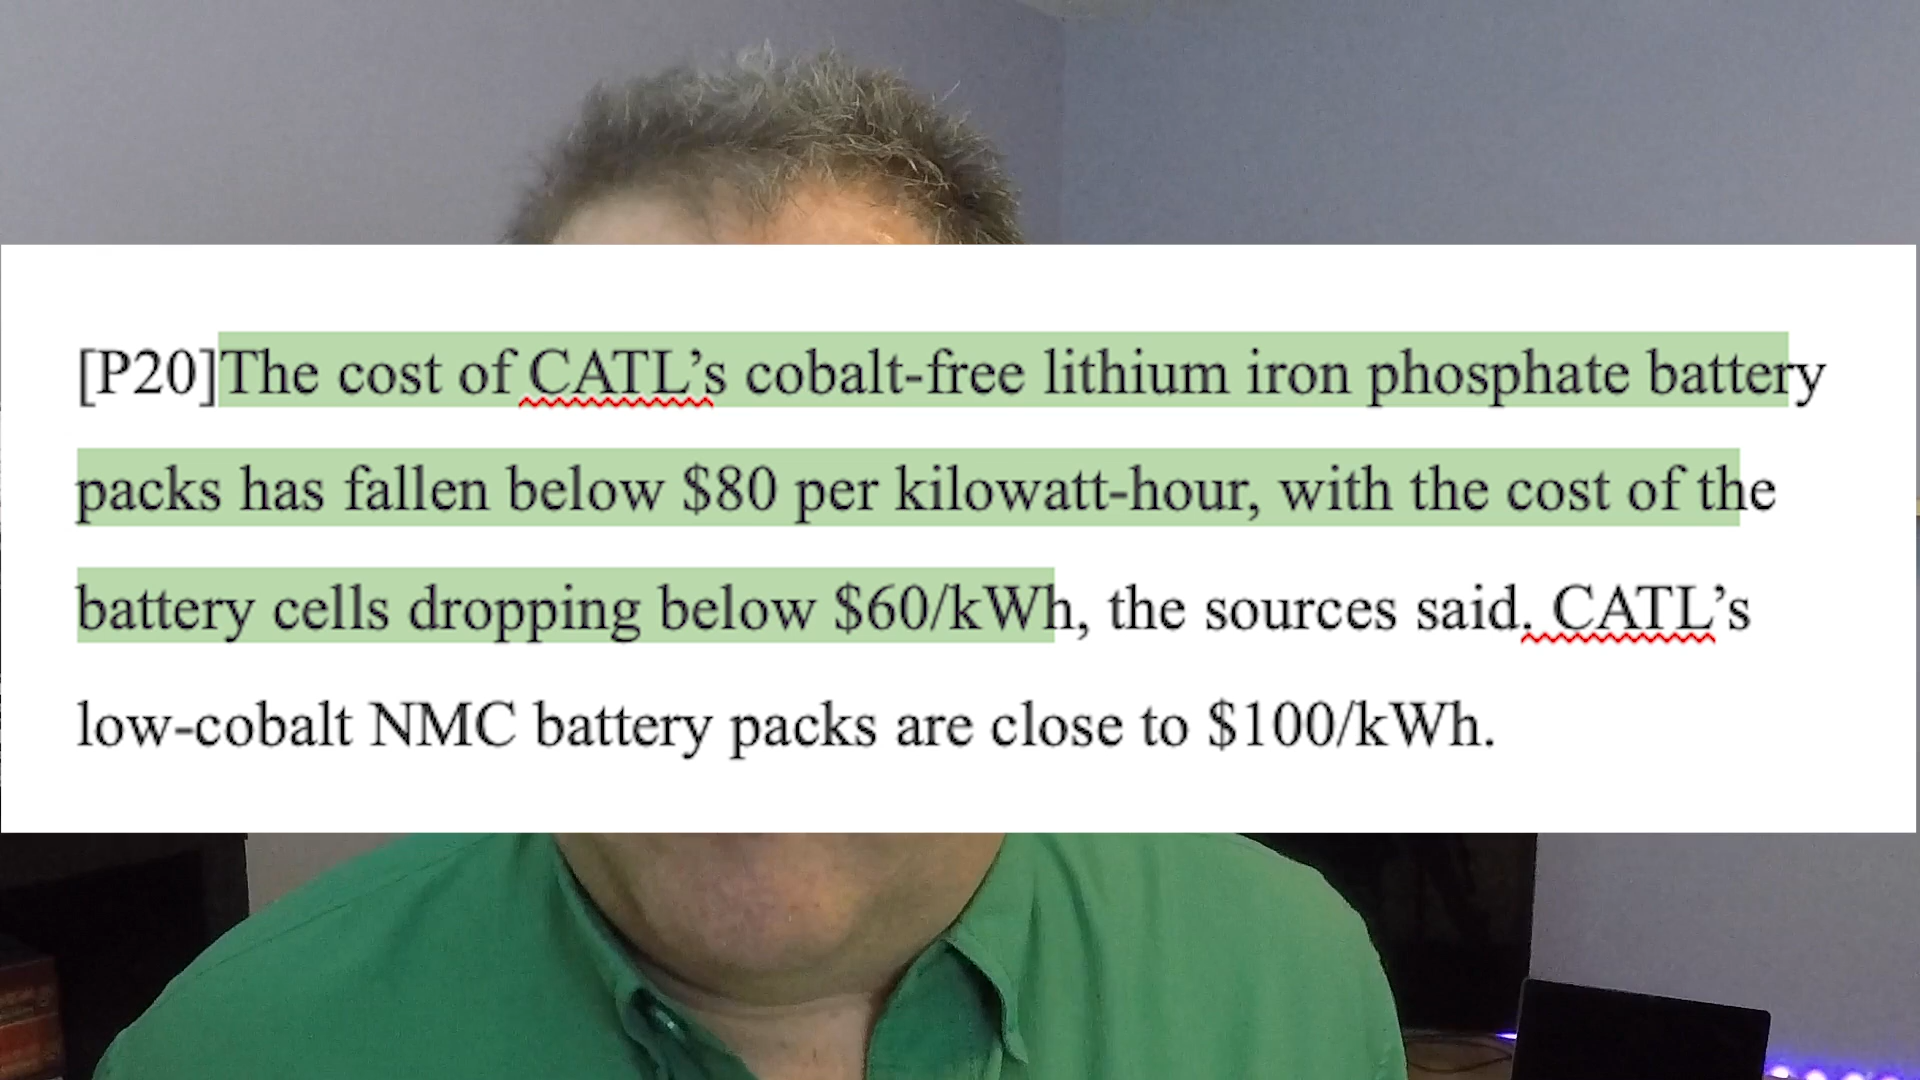 [P20]The cost of CATL’s cobalt-free lithium iron phosphate battery
packs has fallen below $80 per kilowatt-hour, with the cost of the
battery cells dropping below $60/kWh, the sources said. CATL’s
low-cobalt NMC battery packs are close to $100/kWh.